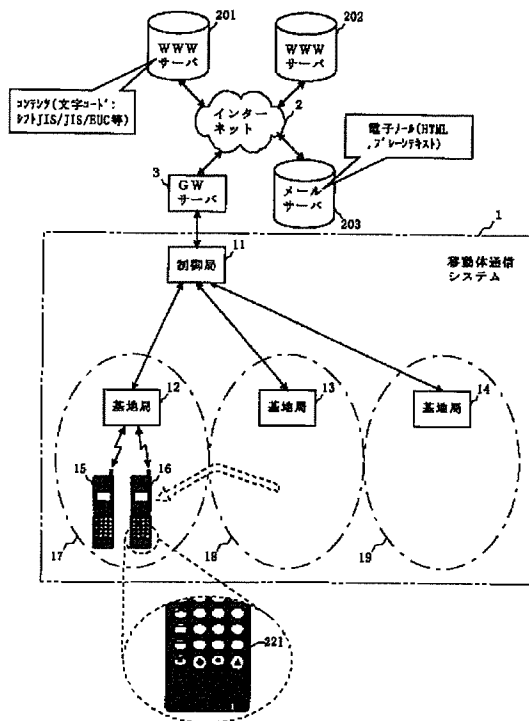 201
202
WWW
サーバ
WWW
サーバ
コンテンツ(文字コード:
シフトJIS/JIS/EUC等)
インター
ネット
2
電子メール(HTML
,プレーンテキスト)
3
GW
サーバ
メール
サーバ
203
1
11
制御局
移動体通信
システム
12
基地局
13
基地局
14
基地局
15
16
17
18
19
221